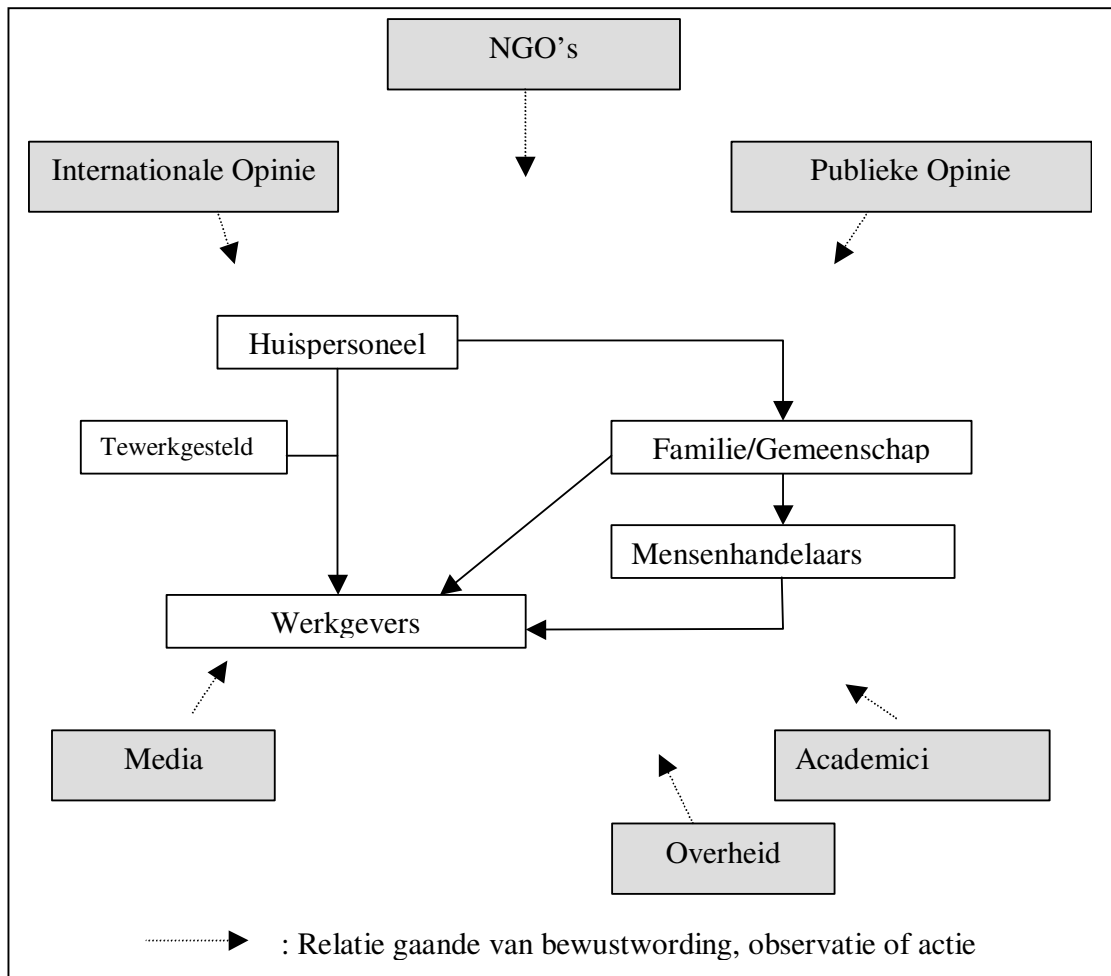 NGO’s
Internationale Opinie
Publieke Opinie
Huispersoneel
Tewerkgesteld
Familie/Gemeenschap
Mensenhandelaars
Werkgevers
Media
Academici
Overheid
: Relatie gaande van bewustwording, observatie of actie